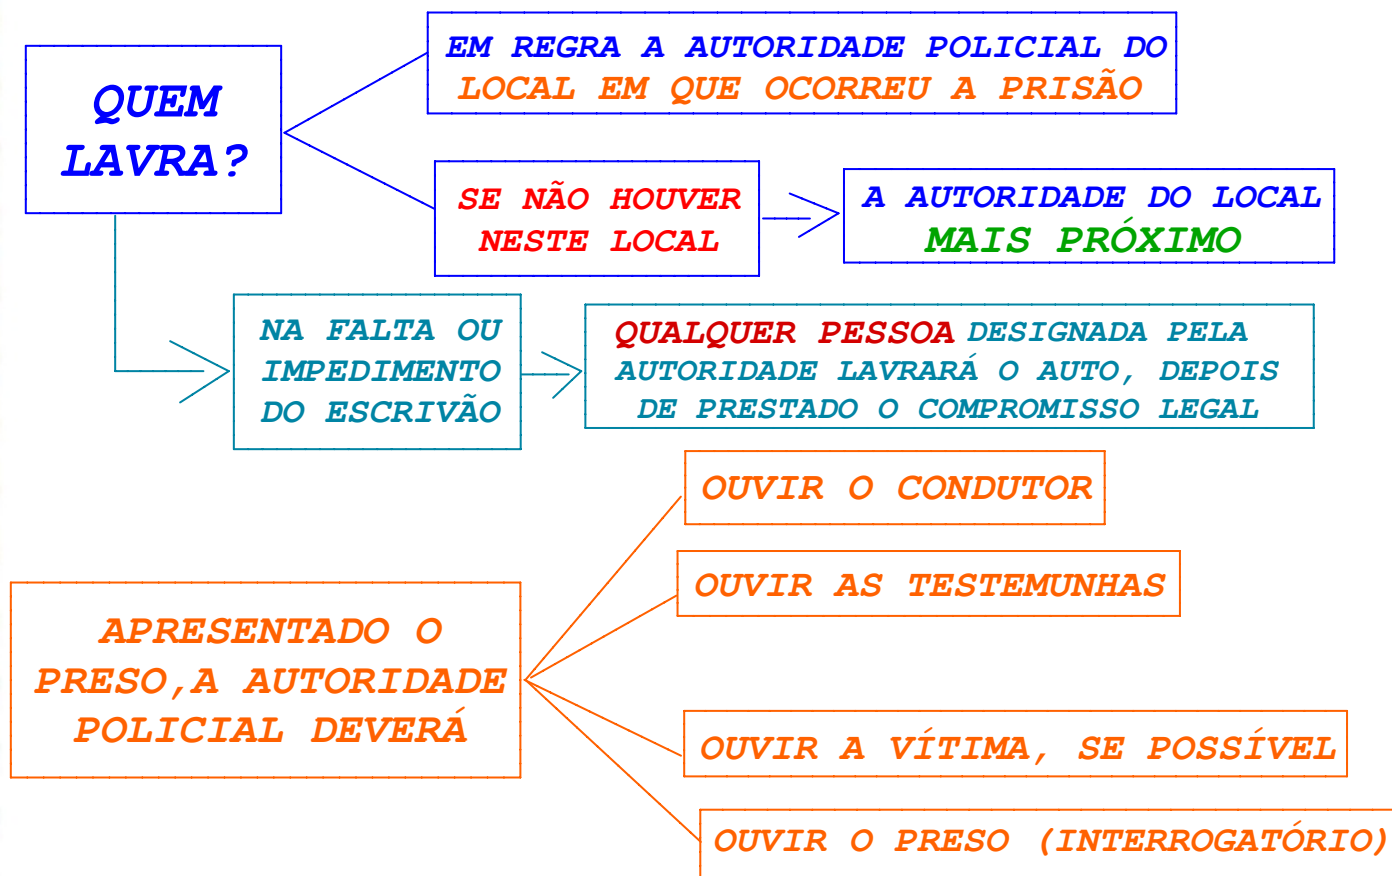 QUEM
LAVRA?
EM REGRA A AUTORIDADE POLICIAL DO
LOCAL EM QUE OCORREU A PRISÃO
SE NÃO HOUVER
NESTE LOCAL
A AUTORIDADE DO LOCAL
MAIS PRÓXIMO
NA FALTA OU
IMPEDIMENTO
DO ESCRIVÃO
QUALQUER PESSOA DESIGNADA PELA
AUTORIDADE LAVRARÁ O AUTO, DEPOIS
DE PRESTADO O COMPROMISSO LEGAL
APRESENTADO O
PRESO,A AUTORIDADE
POLICIAL DEVERÁ
OUVIR O CONDUTOR
OUVIR AS TESTEMUNHAS
OUVIR A VÍTIMA, SE POSSÍVEL
OUVIR O PRESO (INTERROGATÓRIO)